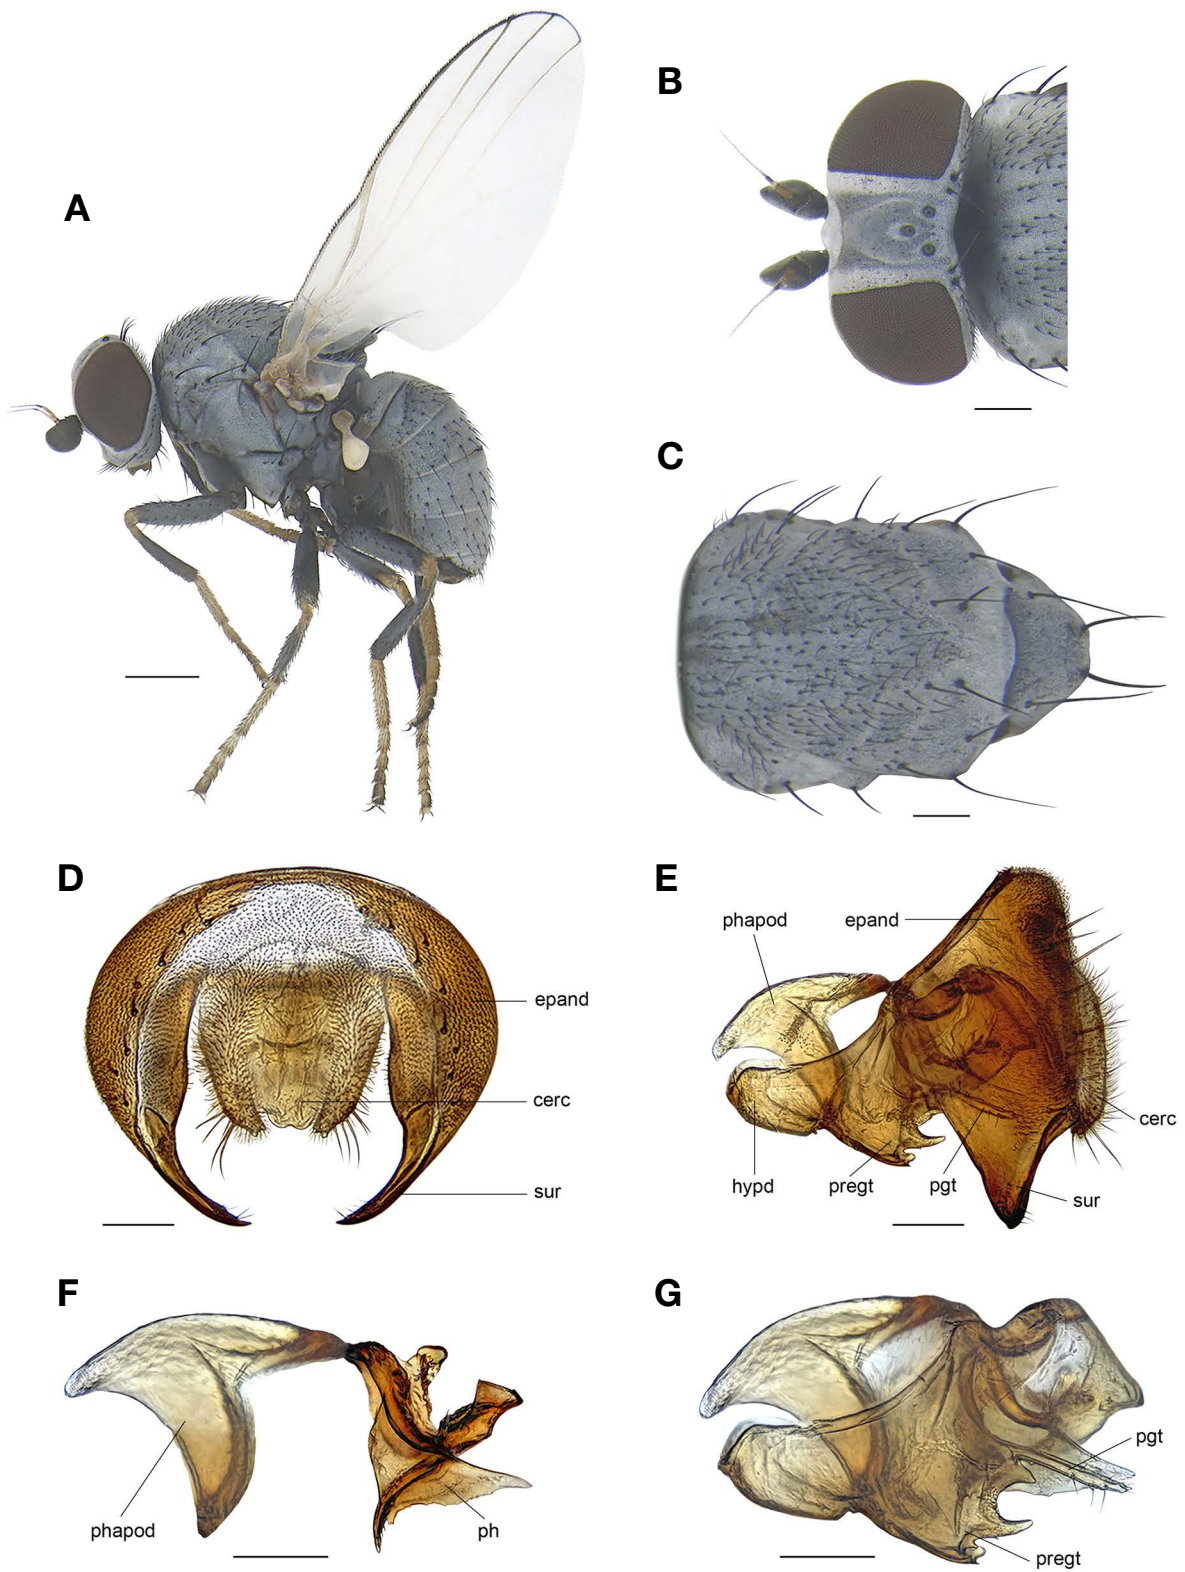 A
B
C
D
epand
cerc
sur
E
phapod
epand
cerc
hypd
pregt
pgt
sur
F
phapod
ph
G
pgt
pregt